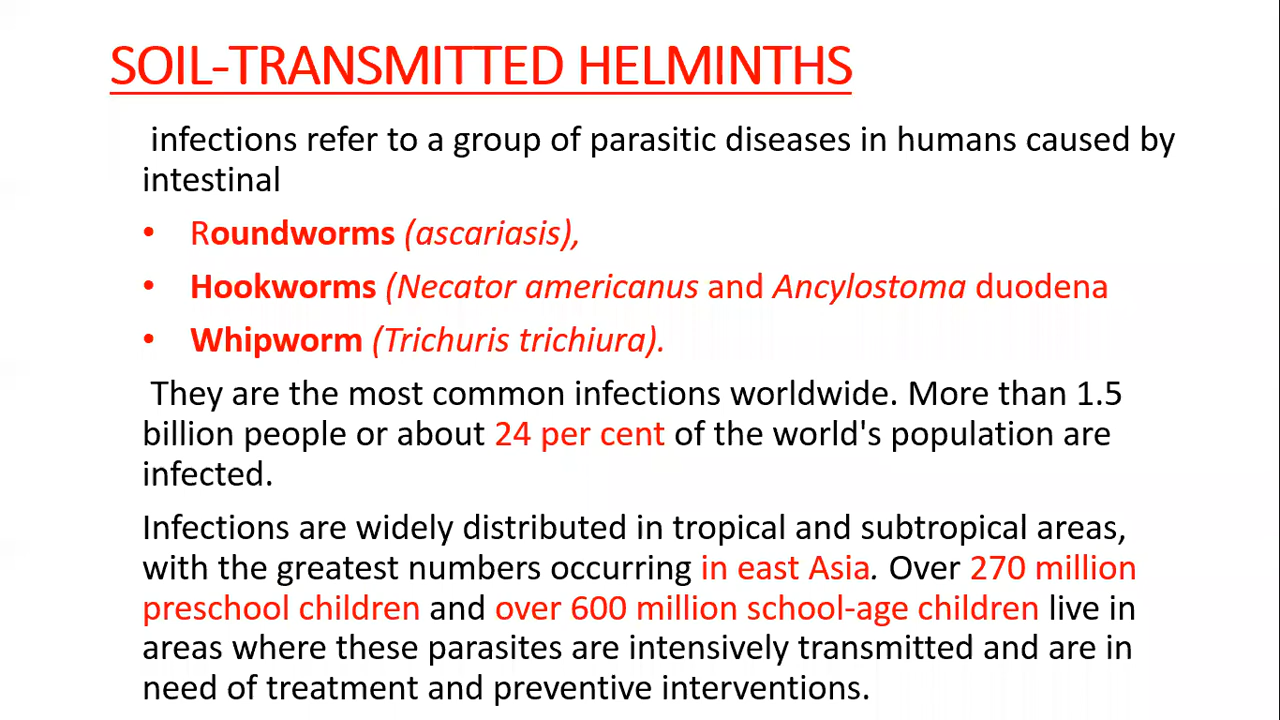 SOIL-TRANSMITTED HELMINTHS
infections refer to a group of parasitic diseases in humans caused by
intestinal
• Roundworms (ascariasis),
• Hookworms (Necator americanus and Ancylostoma duodena
• Whipworm (Trichuris trichiura).
They are the most common infections worldwide. More than 1.5
billion people or about 24 per cent of the world's population are
infected.
Infections are widely distributed in tropical and subtropical areas,
with the greatest numbers occurring in east Asia. Over 270 million
preschool children and over 600 million school-age children live in
areas where these parasites are intensively transmitted and are in
need of treatment and preventive interventions.